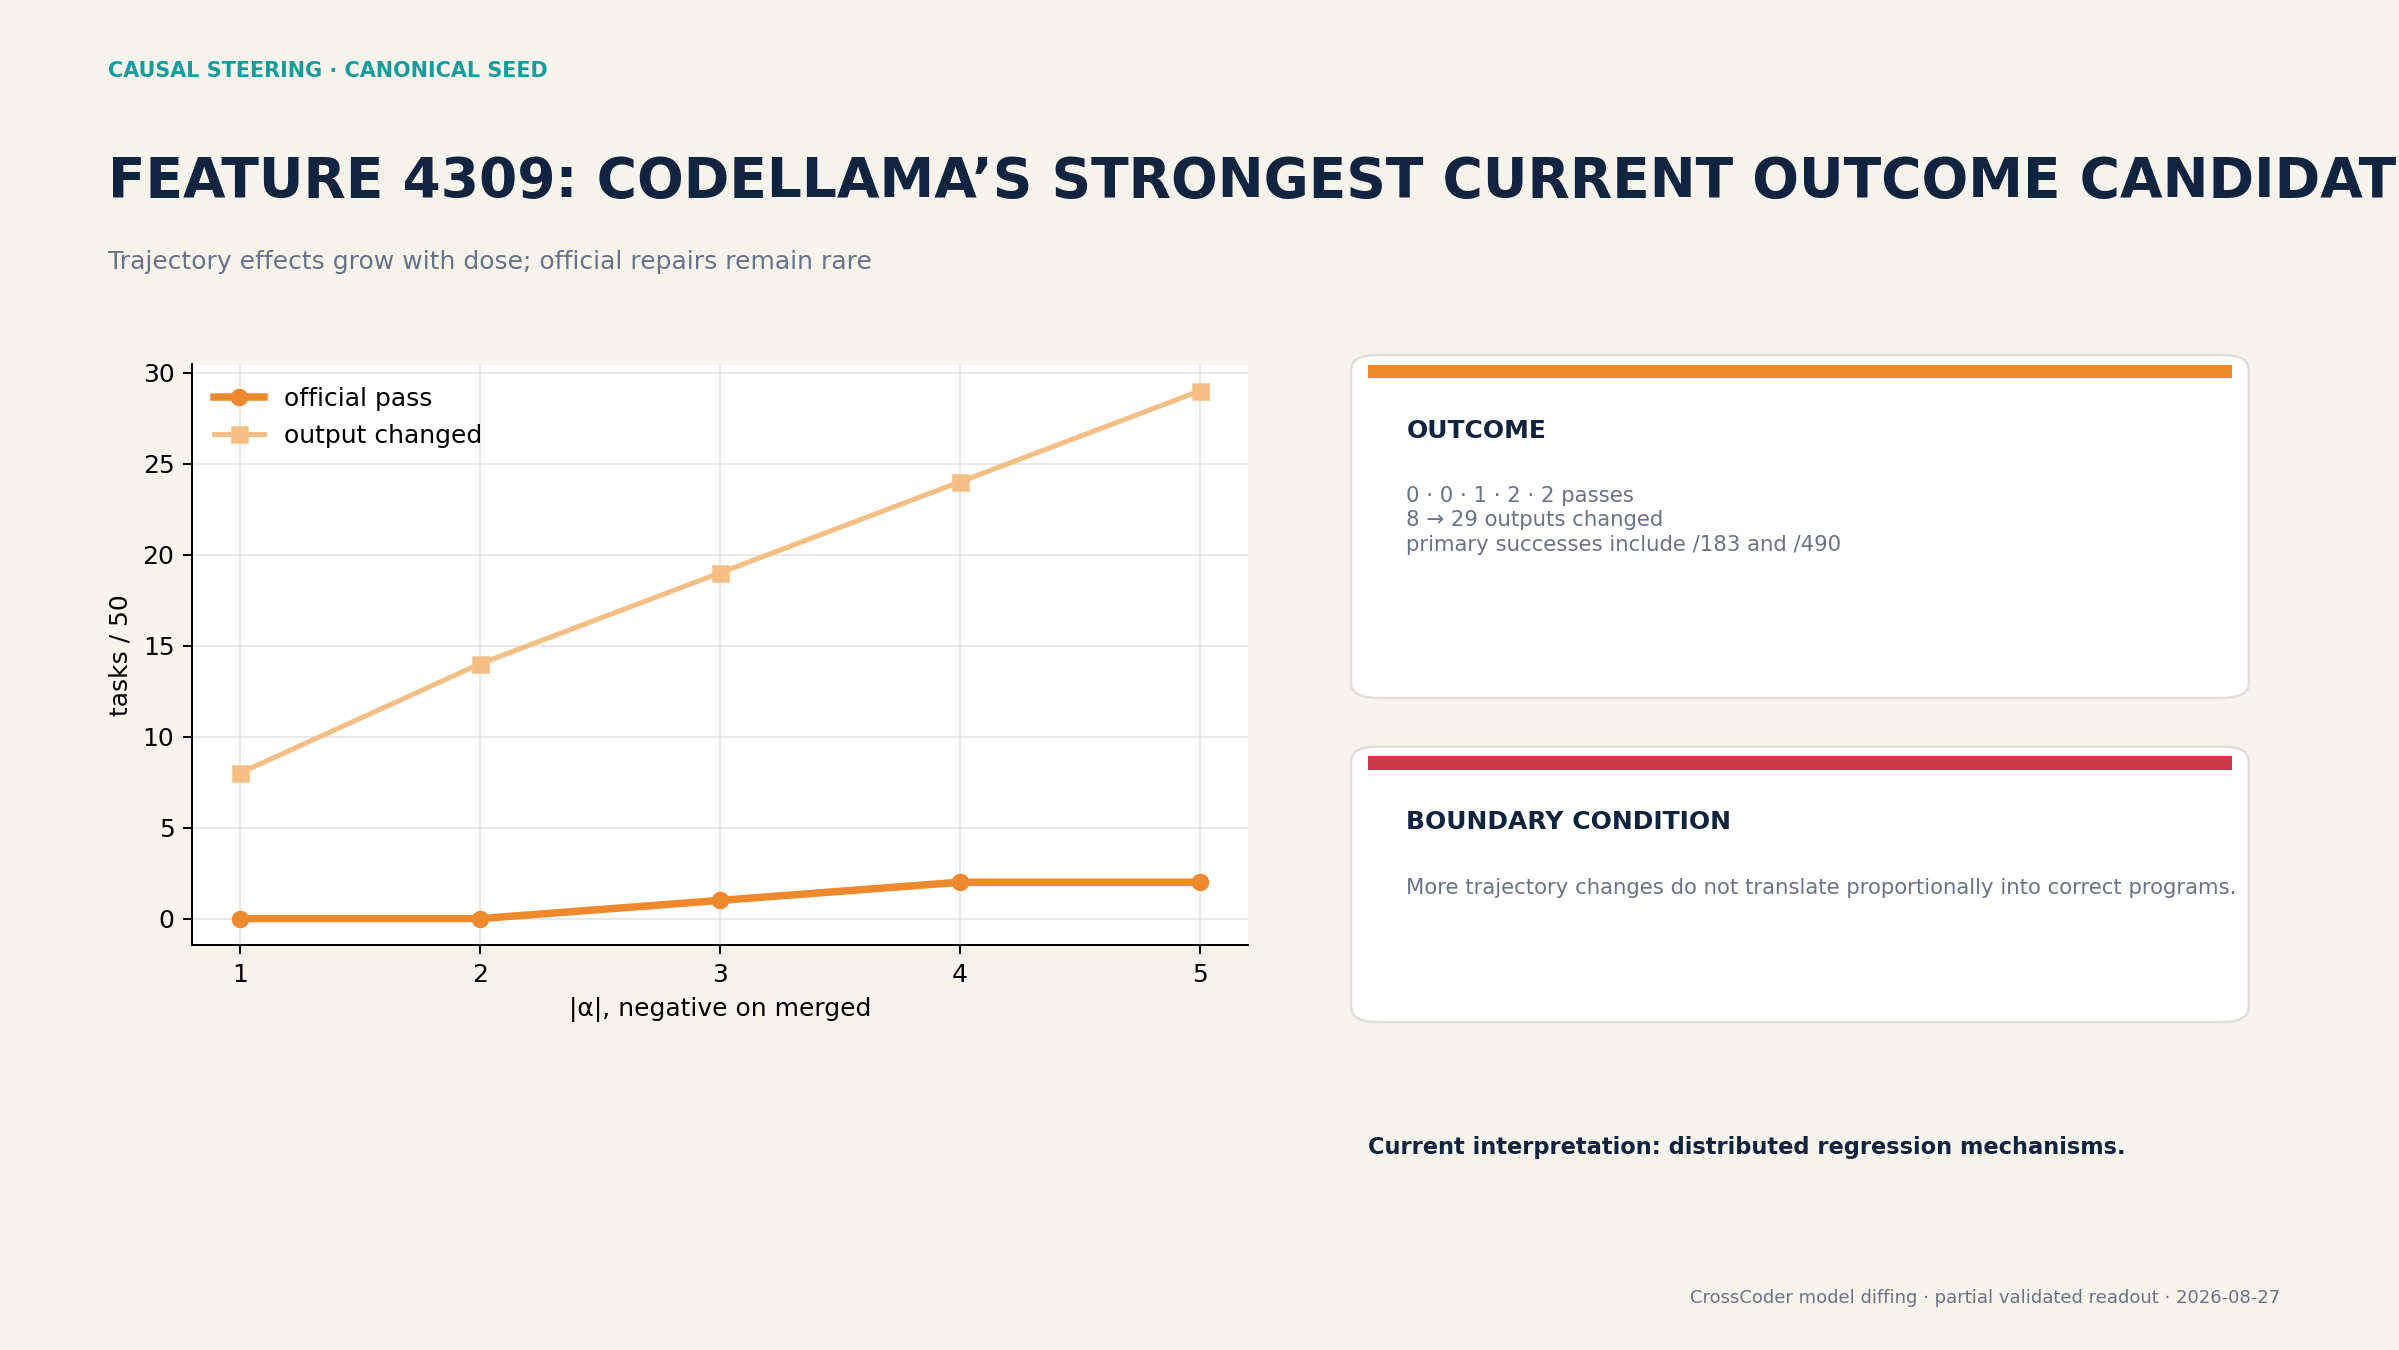 CAUSAL STEERING · CANONICAL SEED
FEATURE 4309: CODELLAMA’S STRONGEST CURRENT OUTCOME CANDIDAT
Trajectory effects grow with dose; official repairs remain rare
30
25
20
15
10
5
0
tasks / 50
official pass
output changed
1 2 3 4 5
|α|, negative on merged
OUTCOME
0 · 0 · 1 · 2 · 2 passes
8 → 29 outputs changed
primary successes include /183 and /490
BOUNDARY CONDITION
More trajectory changes do not translate proportionally into correct programs.
Current interpretation: distributed regression mechanisms.
CrossCoder model diffing · partial validated readout · 2026-08-27